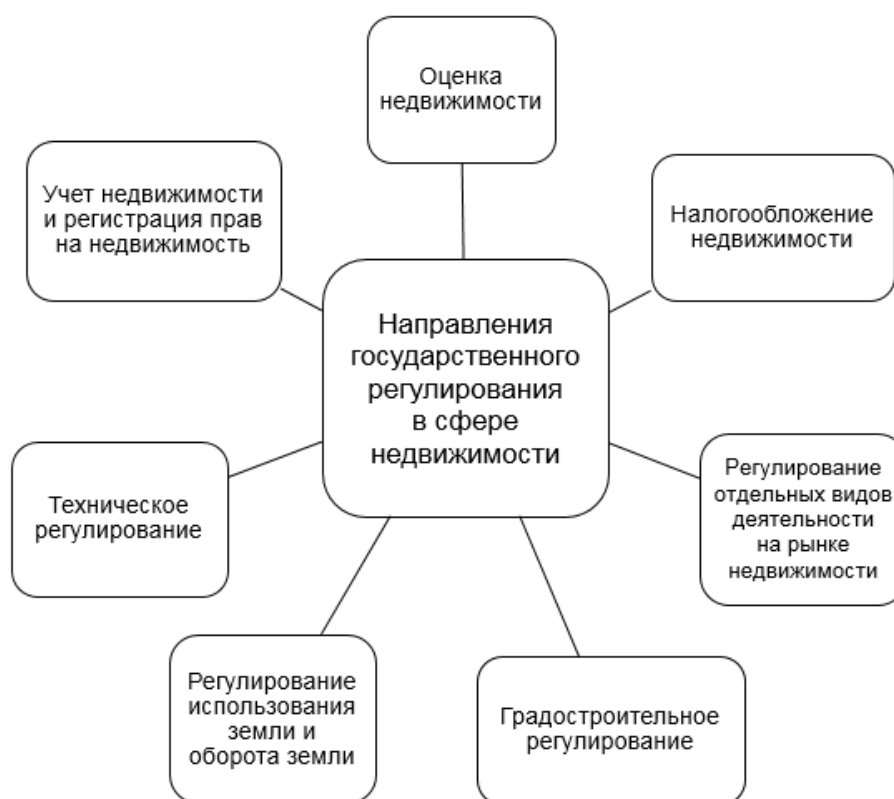 Оценка
недвижимости
Учет недвижимости
и регистрация прав
на недвижимость
Налогообложение
недвижимости
Направления
государственного
регулирования
в сфере
недвижимости
Техническое
регулирование
Регулирование
отдельных видов
деятельности
на рынке
недвижимости
Регулирование
использования
земли и
оборота земли
Градостроительное
регулирование